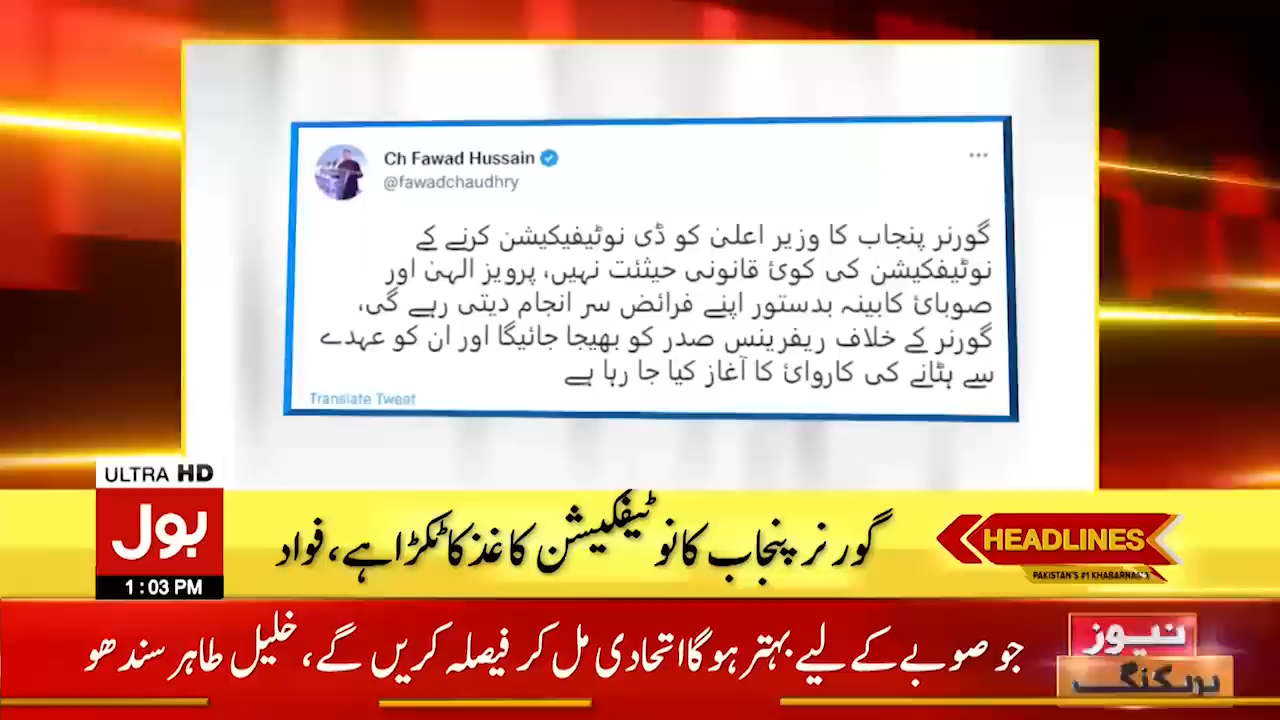 Ch Fawad Hussain
@fawadchaudhry
گورنر پنجاب کا وزیر اعلیٰ کو ڈی نوٹیفیکیشن کرنے کے
نوٹیفکیشن کی کوئ قانونی حیثئت نہیں، پرویز الہیٰ اور
صوبائ کابینہ بدستور اپنے فرائض سر انجام دیتی رہے گی،
گورنر کے خلاف ریفرینس صدر کو بھیجا جائیگا اور ان کو عہدے
سے ہٹانے کی کاروائ کا آغاز کیا جا رہا ہے
Translate Tweet
ULTRA HD
بول
1:03 PM
گورنر پنجاب کا نوٹیفکیشن کاغذ کا ٹکڑا ہے، فواد
HEADLINES
PAKISTAN'S #1 KHABARNAMA
جو صوبے کے لیے بہتر ہوگا اتحادی مل کر فیصلہ کریں گے، خلیل طاہر سندھو
نیوز